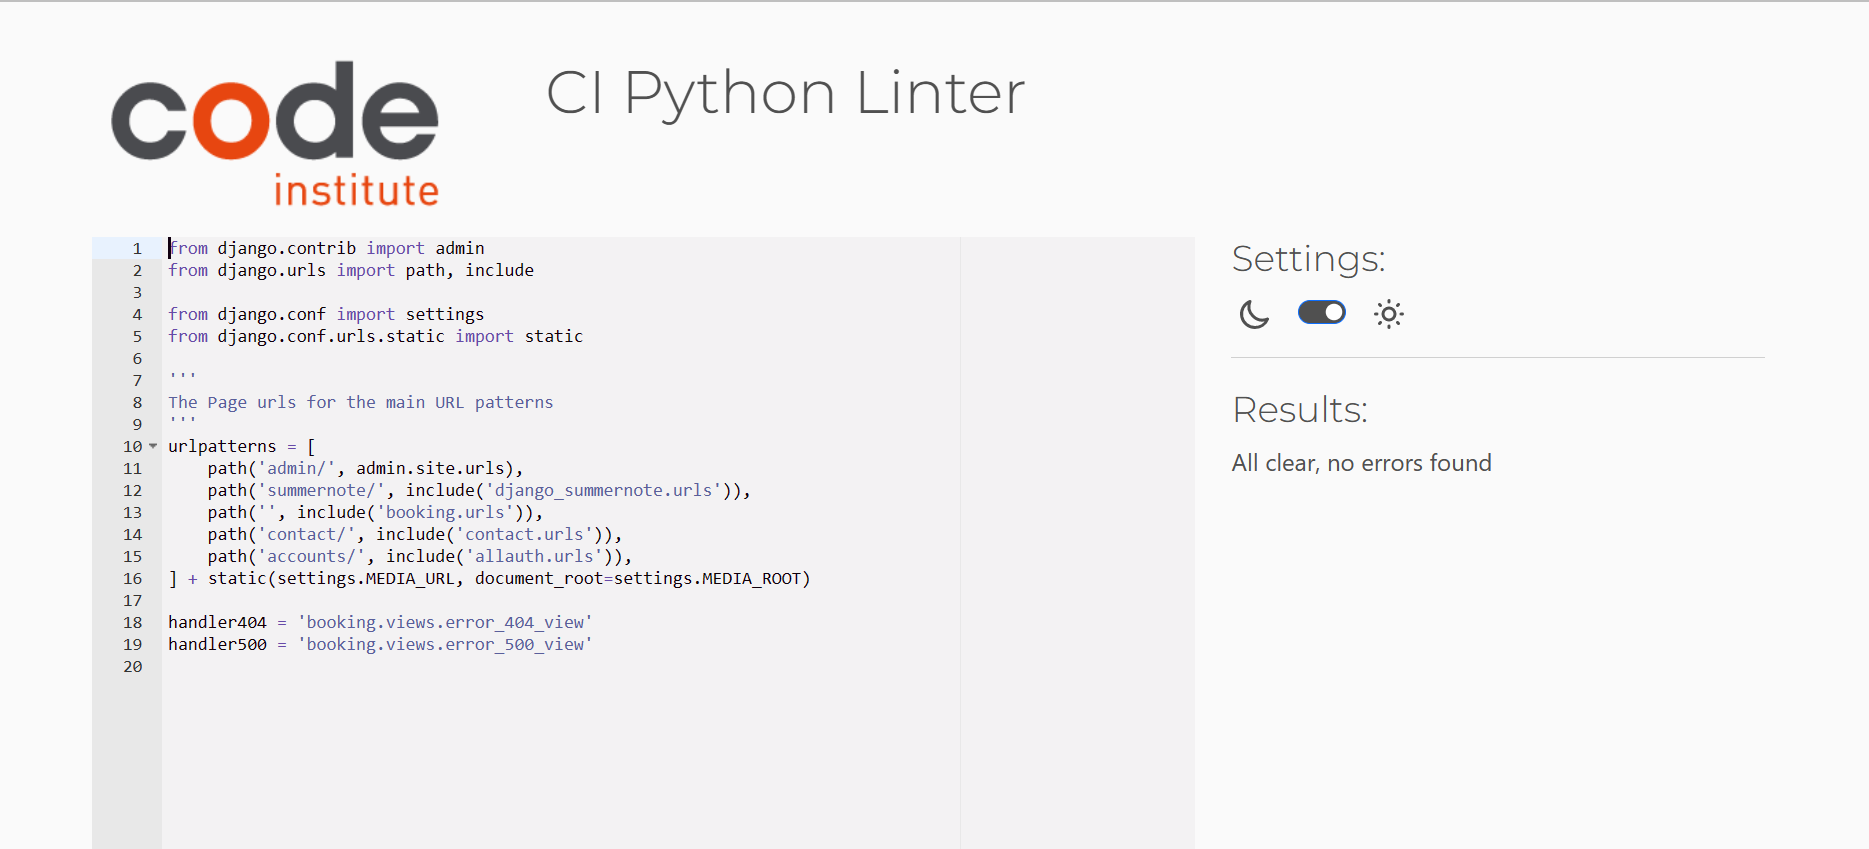 code
institute
CI Python Linter
1 from django.contrib import admin
2 from django.urls import path, include
3
4 from django.conf import settings
5 from django.conf.urls.static import static
6
7 '''
8 The Page urls for the main URL patterns
9 '''
10 urlpatterns = [
11     path('admin/', admin.site.urls),
12     path('summernote/', include('django_summernote.urls')),
13     path('', include('booking.urls')),
14     path('contact/', include('contact.urls')),
15     path('accounts/', include('allauth.urls')),
16 ] + static(settings.MEDIA_URL, document_root=settings.MEDIA_ROOT)
17
18 handler404 = 'booking.views.error_404_view'
19 handler500 = 'booking.views.error_500_view'
20
Settings:
Results:
All clear, no errors found